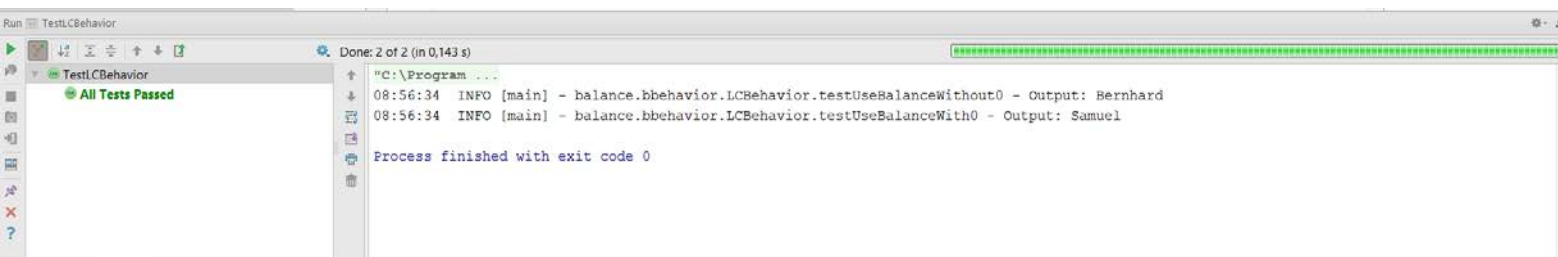 Run TestLCBehavior
Done: 2 of 2 (in 0,143 s)
TestLCBehavior
All Tests Passed
"C:\Program ...
08:56:34  INFO [main] - balance.bbehavior.LCBehavior.testUseBalanceWithout0 - Output: Bernhard
08:56:34  INFO [main] - balance.bbehavior.LCBehavior.testUseBalanceWith0 - Output: Samuel
Process finished with exit code 0